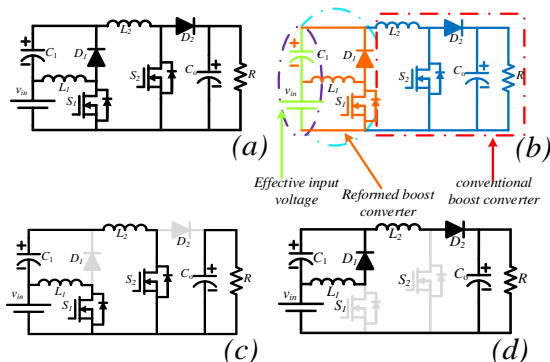 L2
D2
C1
D1
S2
Co
R
L1
vin
S1
(a)
L2
D2
C1
D1
S2
Co
R
L1
vin
S1
(b)
Effective input
voltage
Reformed boost
converter
conventional
boost converter
L2
D2
C1
D1
S2
Co
R
L1
vin
S1
(c)
L2
D2
C1
D1
S2
Co
R
L1
vin
S1
(d)